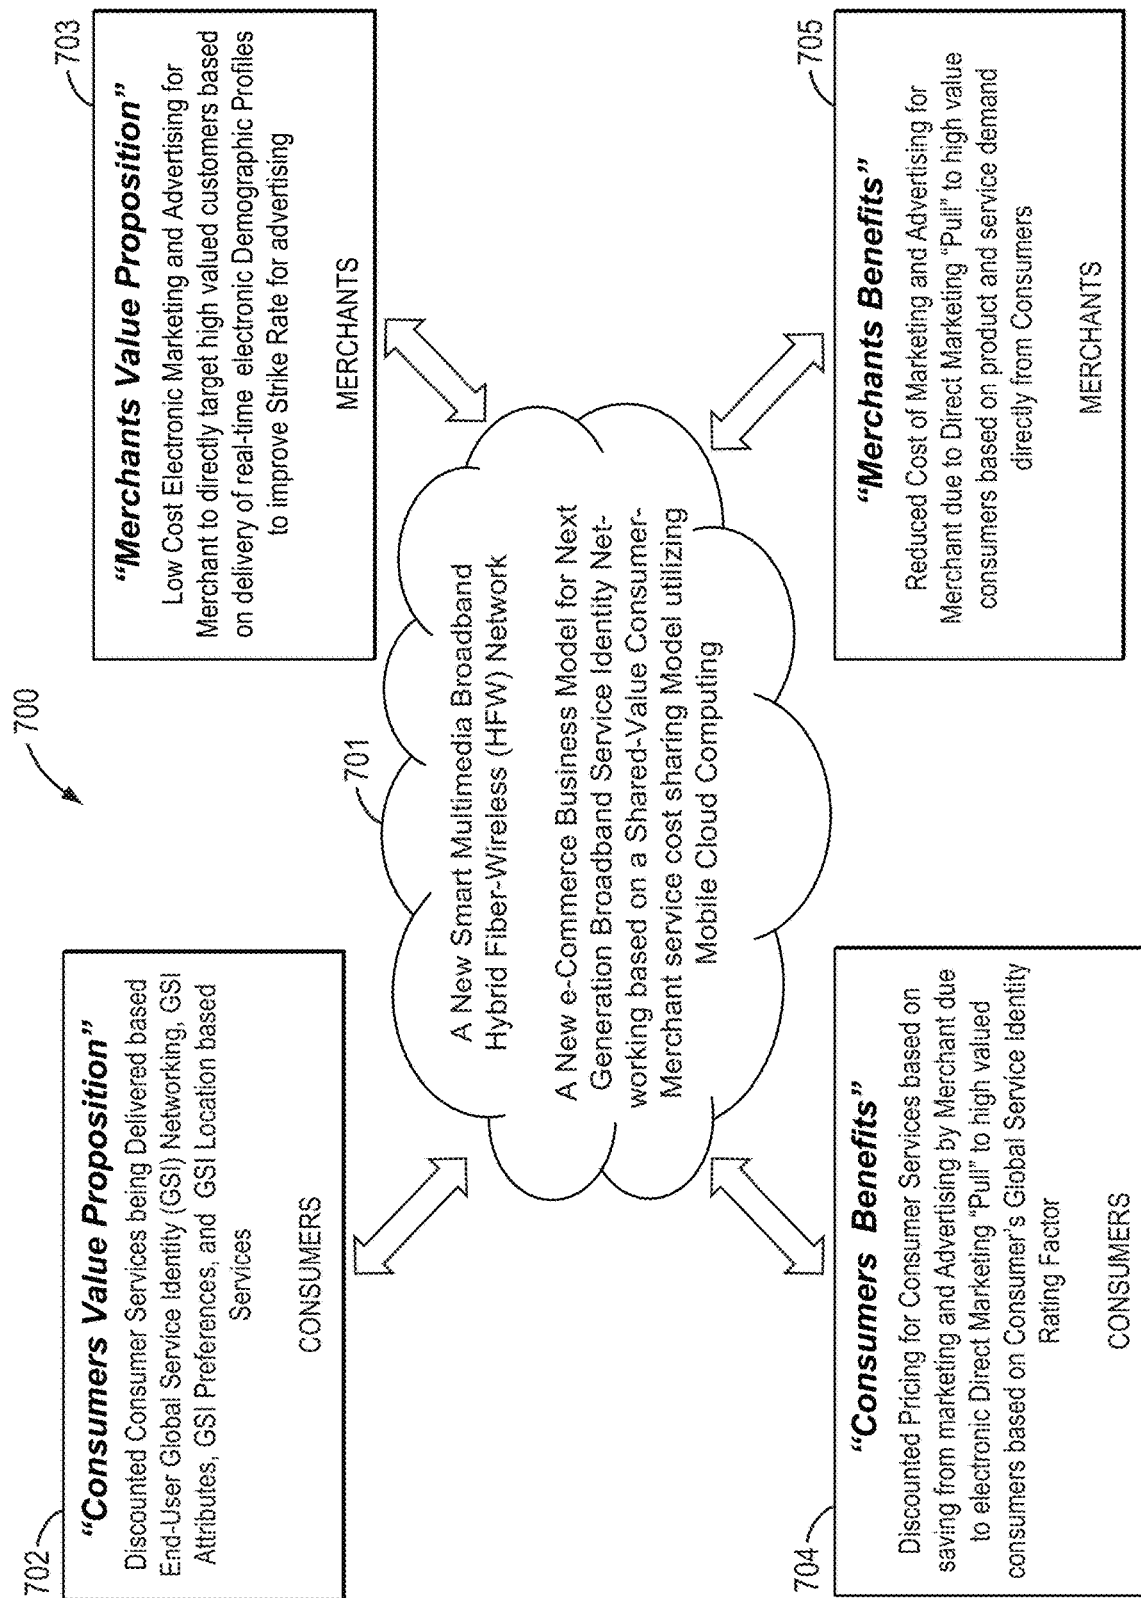 700
702
"Consumers Value Proposition"
Discounted Consumer Services being Delivered based
End-User Global Service Identity (GSI) Networking, GSI
Attributes, GSI Preferences, and GSI Location based
Services
CONSUMERS
703
"Merchants Value Proposition"
Low Cost Electronic Marketing and Advertising for
Merchant to directly target high valued customers based
on delivery of real-time electronic Demographic Profiles
to improve Strike Rate for advertising
MERCHANTS
701
A New Smart Multimedia Broadband
Hybrid Fiber-Wireless (HFW) Network
A New e-Commerce Business Model for Next
Generation Broadband Service Identity Net-
working based on a Shared-Value Consumer-
Merchant service cost sharing Model utilizing
Mobile Cloud Computing
704
"Consumers Benefits"
Discounted Pricing for Consumer Services based on
saving from marketing and Advertising by Merchant due
to electronic Direct Marketing "Pull" to high valued
consumers based on Consumer's Global Service Identity
Rating Factor
CONSUMERS
705
"Merchants Benefits"
Reduced Cost of Marketing and Advertising for
Merchant due to Direct Marketing "Pull" to high value
consumers based on product and service demand
directly from Consumers
MERCHANTS